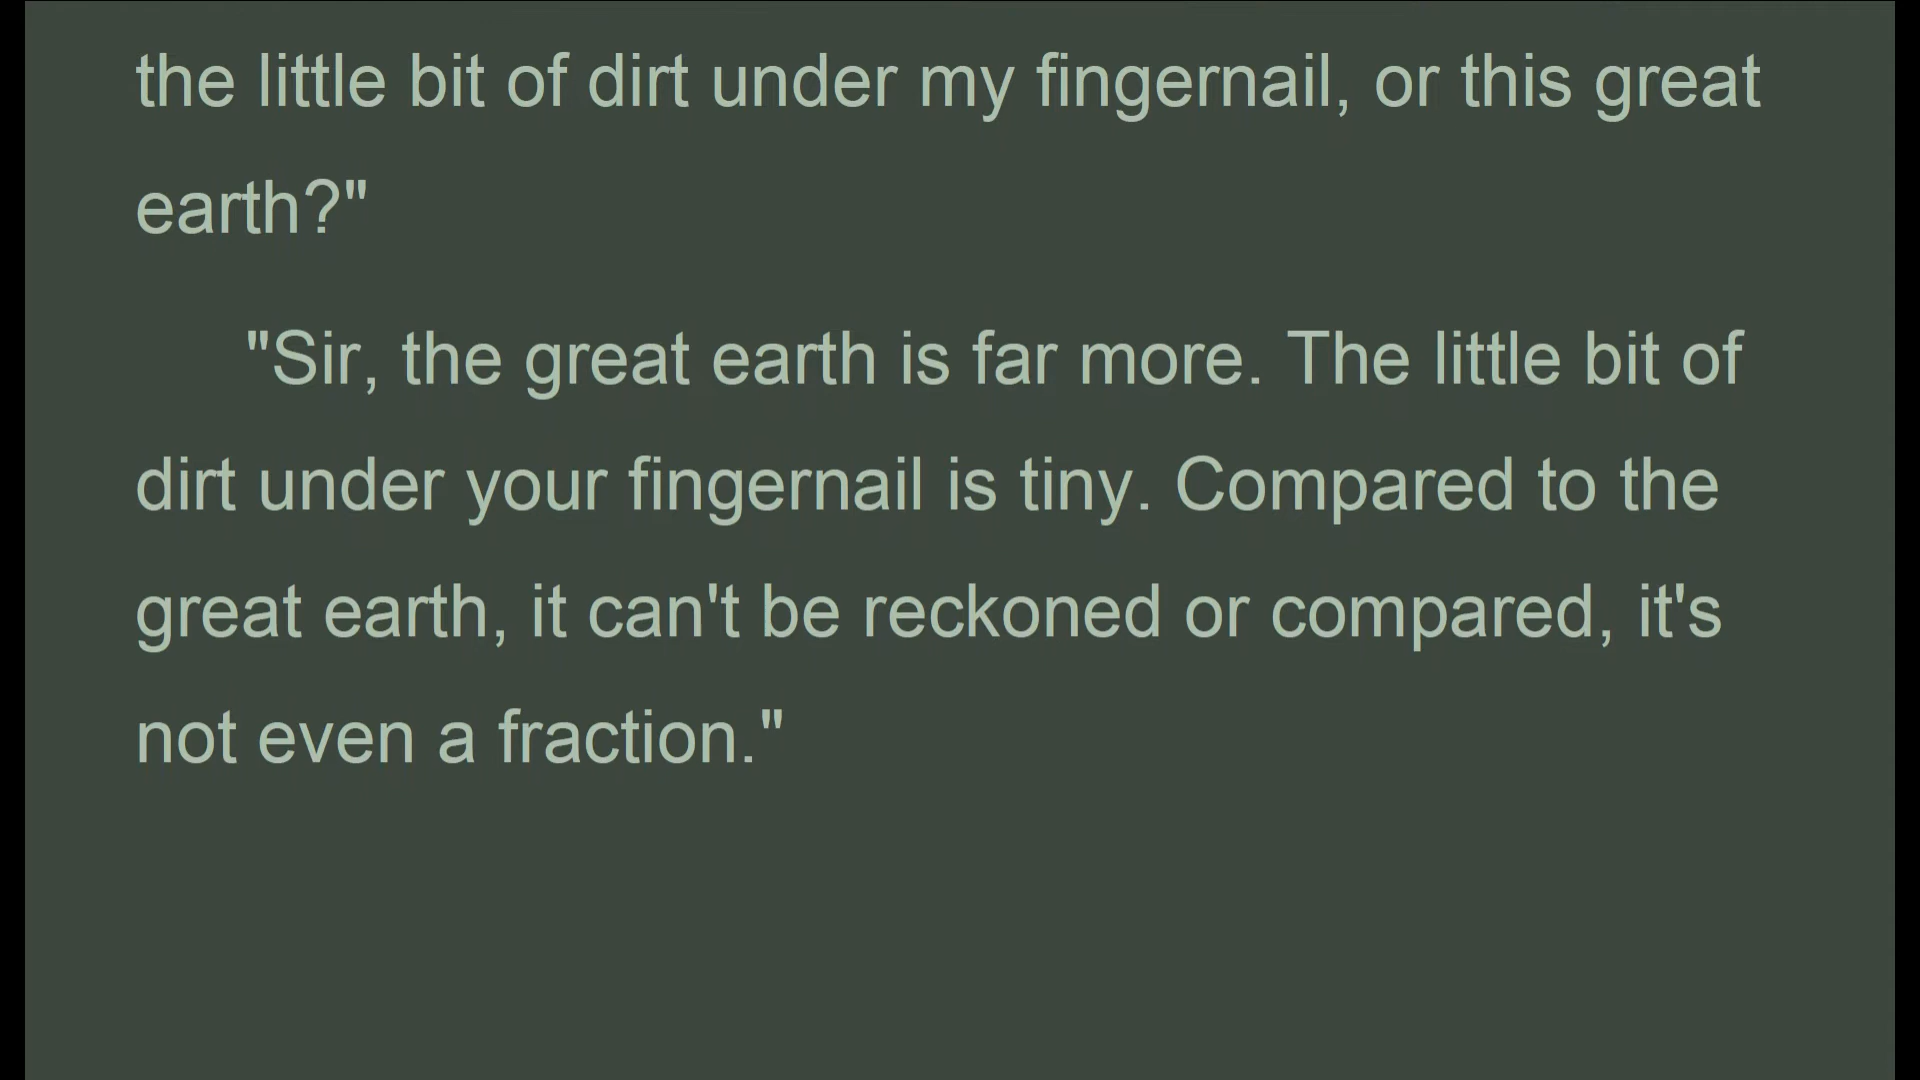 the little bit of dirt under my fingernail, or this great
earth?"
"Sir, the great earth is far more. The little bit of
dirt under your fingernail is tiny. Compared to the
great earth, it can't be reckoned or compared, it's
not even a fraction."